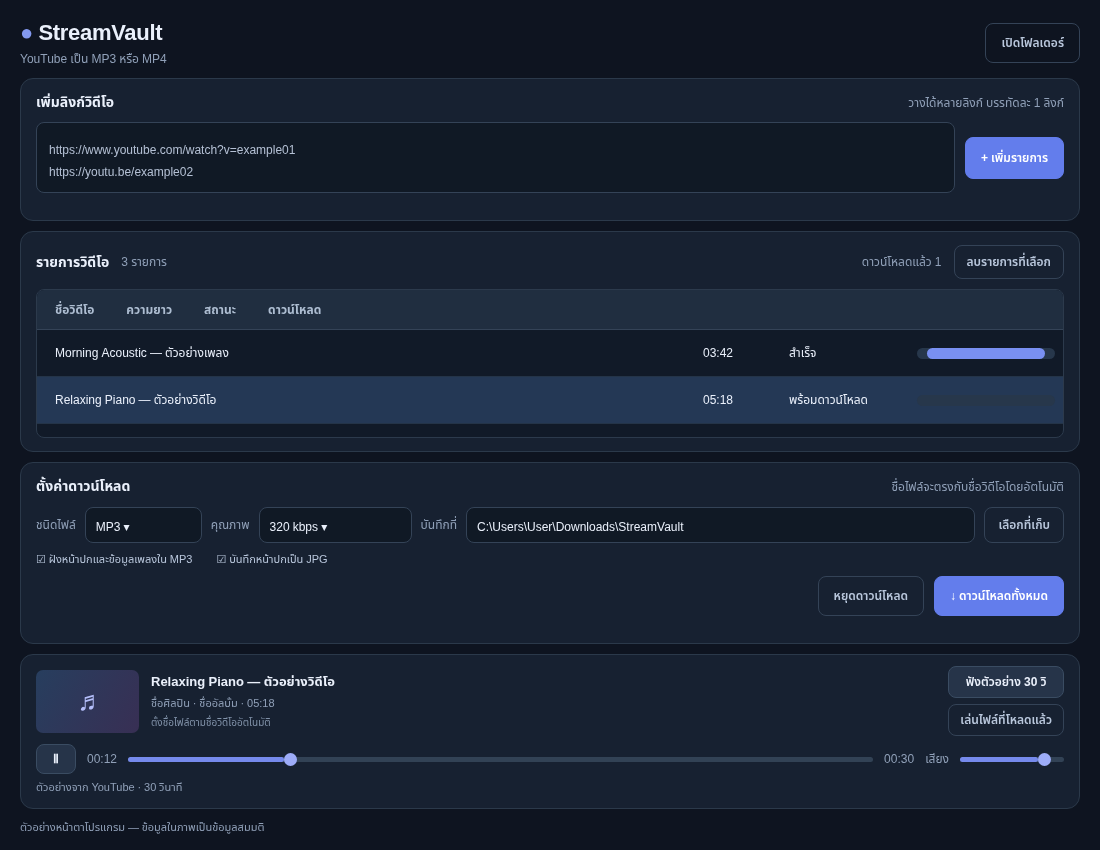 StreamVault
YouTube เป็น MP3 หรือ MP4
เปิดโฟลเดอร์
เพิ่มลิงก์วิดีโอ
วางได้หลายลิงก์ บรรทัดละ 1 ลิงก์
https://www.youtube.com/watch?v=example01
https://youtu.be/example02
+ เพิ่มรายการ
รายการวิดีโอ 3 รายการ
ดาวน์โหลดแล้ว 1
ลบรายการที่เลือก
ชื่อวิดีโอ ความยาว สถานะ ดาวน์โหลด
Morning Acoustic — ตัวอย่างเพลง 03:42 สำเร็จ
Relaxing Piano — ตัวอย่างวิดีโอ 05:18 พร้อมดาวน์โหลด
ตั้งค่าดาวน์โหลด
ชื่อไฟล์จะตรงกับชื่อวิดีโอโดยอัตโนมัติ
ชนิดไฟล์ MP3 ▾ คุณภาพ 320 kbps ▾ บันทึกที่ C:\Users\User\Downloads\StreamVault เลือกที่เก็บ
☑ ฝังหน้าปกและข้อมูลเพลงใน MP3 ☑ บันทึกหน้าปกเป็น JPG
หยุดดาวน์โหลด ↓ ดาวน์โหลดทั้งหมด
Relaxing Piano — ตัวอย่างวิดีโอ
ชื่อศิลปิน · ชื่ออัลบั้ม · 05:18
ตั้งชื่อไฟล์ตามชื่อวิดีโออัตโนมัติ
ฟังตัวอย่าง 30 วิ
เล่นไฟล์ที่โหลดแล้ว
00:12 00:30 เสียง
ตัวอย่างจาก YouTube · 30 วินาที
ตัวอย่างหน้าตาโปรแกรม — ข้อมูลในภาพเป็นข้อมูลสมมติ